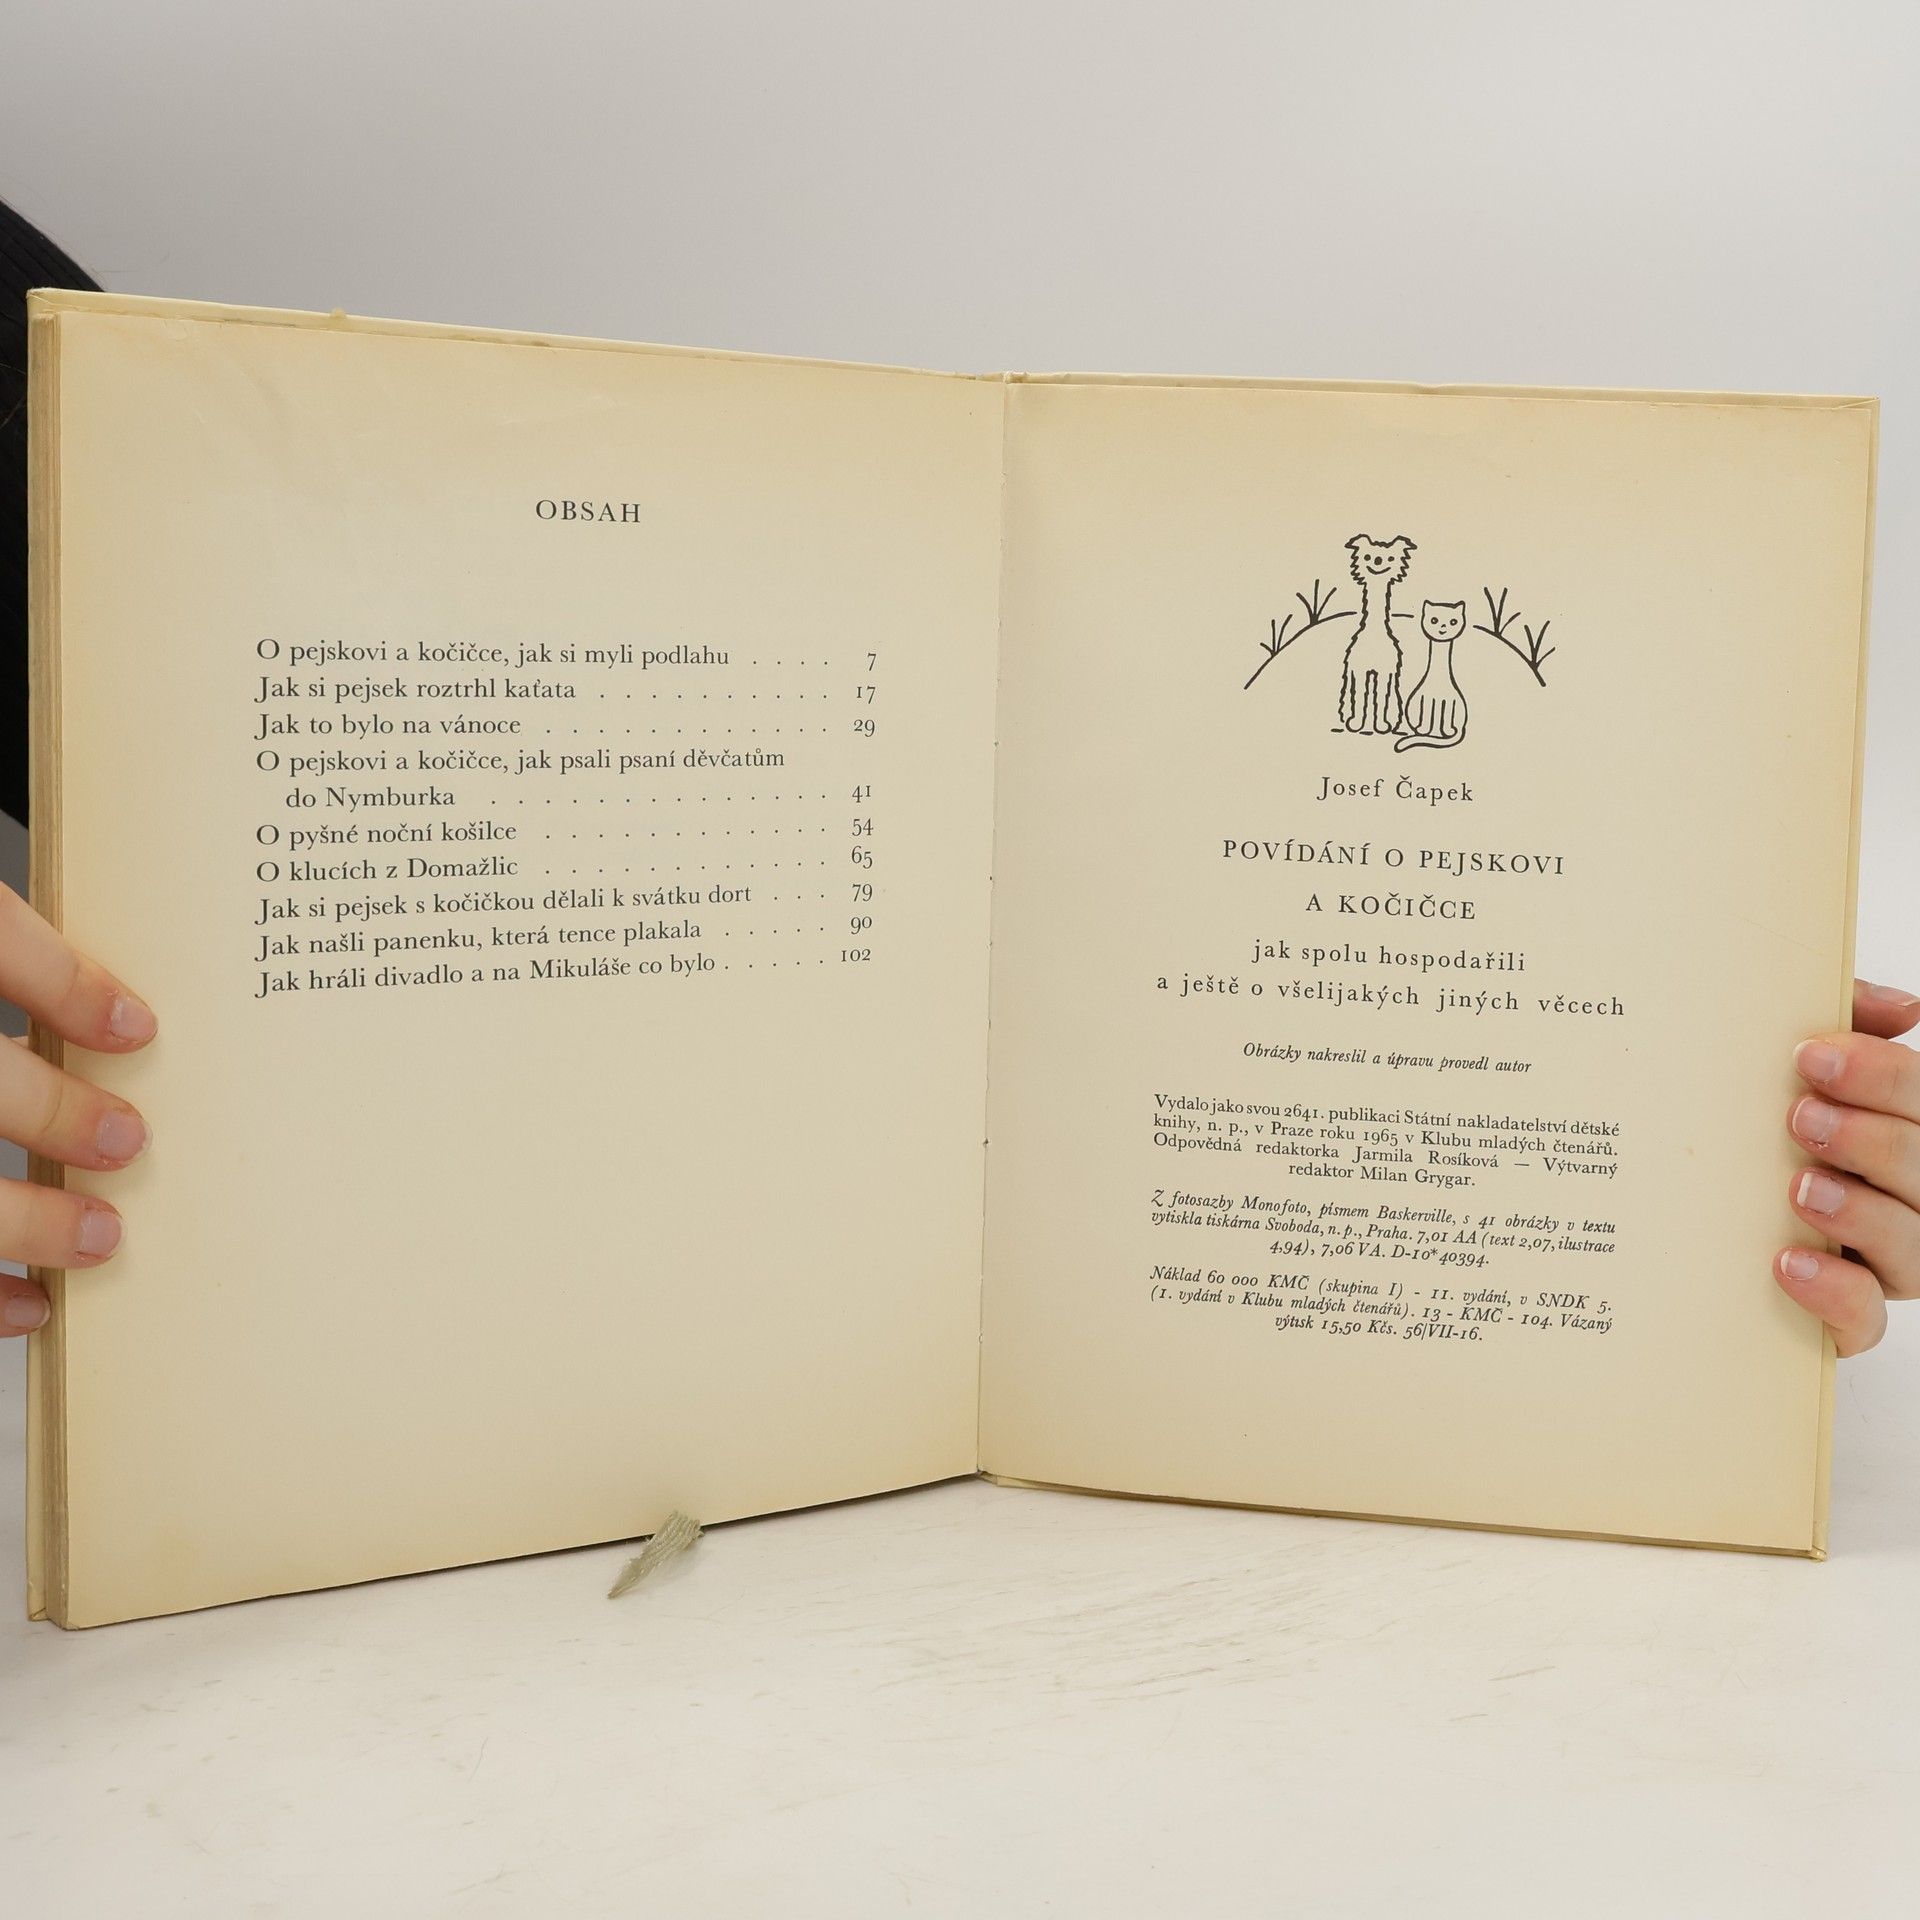 OBSAH
O pejskovi a kočičce, jak si myli podlahu . . . . 7
Jak si pejsek roztrhl kaťata . . . . . . . . . . 17
Jak to bylo na vánoce . . . . . . . . . . . . 29
O pejskovi a kočičce, jak psali psaní děvčatům
do Nymburka . . . . . . . . . . . . . . 41
O pyšné noční košilce . . . . . . . . . . . . 54
O klucích z Domažlic . . . . . . . . . . . . 65
Jak si pejsek s kočičkou dělali k svátku dort . . . 79
Jak našli panenku, která tence plakala . . . . . 90
Jak hráli divadlo a na Mikuláše co bylo . . . . . 102
Josef Čapek
POVÍDÁNÍ O PEJSKOVI
A KOČIČCE
jak spolu hospodařili
a ještě o všelijakých jiných věcech
Obrázky nakreslil a úpravu provedl autor
Vydalo jako svou 2641. publikaci Státní nakladatelství dětské
knihy, n. p., v Praze roku 1965 v Klubu mladých čtenářů.
Odpovědná redaktorka Jarmila Rosíková — Výtvarný
redaktor Milan Grygar.
Z fotosazby Monofoto, písmem Baskerville, s 41 obrázky v textu
vytiskla tiskárna Svoboda, n. p., Praha. 7,01 AA (text 2,07, ilustrace
4,94), 7,06 VA. D-10*40394.
Náklad 60 000 KMČ (skupina I) - 11. vydání, v SNDK 5.
(1. vydání v Klubu mladých čtenářů). 13 - KMČ - 104. Vázaný
výtisk 15,50 Kčs. 56/VII-16.